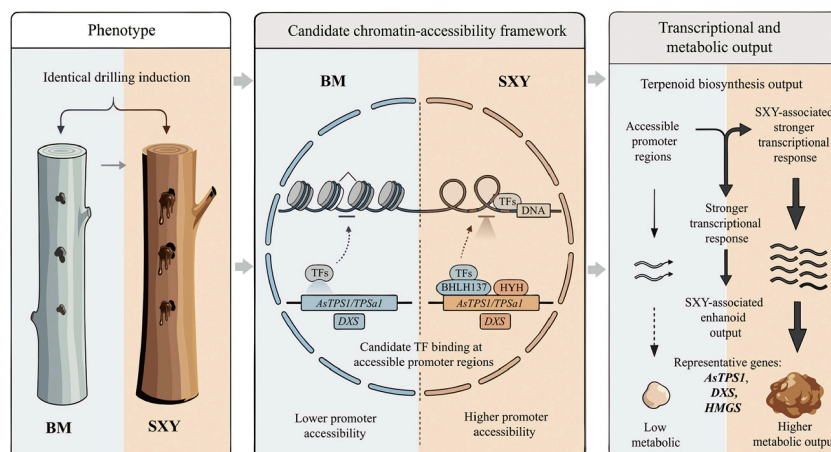 Phenotype
Identical drilling induction
BM
SXY
Candidate chromatin-accessibility framework
BM
SXY
TFs
DNA
TFs
AsTPS1/TPSa1
DXS
TFs
BHLH137
HYH
AsTPS1/TPSa1
DXS
Candidate TF binding at
accessible promoter regions
Lower promoter
accessibility
Higher promoter
accessibility
Transcriptional and
metabolic output
Terpenoid biosynthesis output
Accessible
promoter
regions
SXY-associated
stronger
transcriptional
response
Stronger
transcriptional
response
SXY-associated
enhanoid
output
Representative genes:
AsTPS1,
DXS,
HMGS
Low
metabolic
Higher
metabolic output